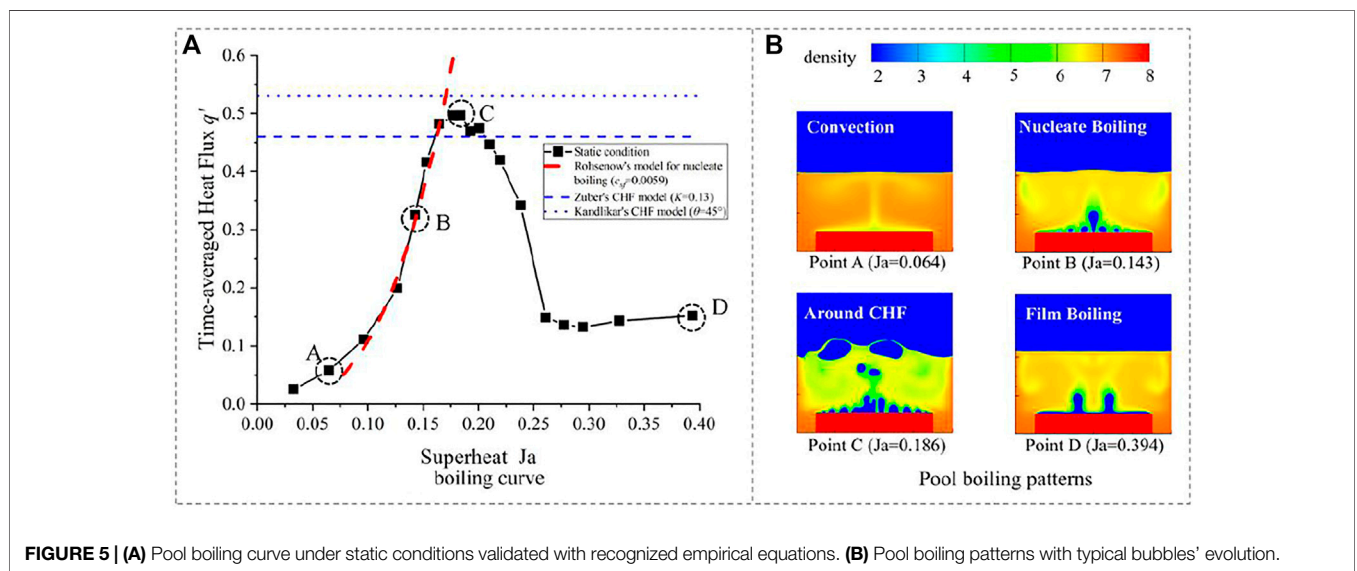 A
Time-averaged Heat Flux q'
0.6
0.5
0.4
0.3
0.2
0.1
0.0
0.00 0.05 0.10 0.15 0.20 0.25 0.30 0.35 0.40
Superheat Ja
boiling curve
A
B
C
D
Static condition
Rohsenow's model for nucleate
boiling (csf=0.0059)
Zuber's CHF model (K=0.13)
Kandlikar's CHF model (θ=45°)
B
density
2 3 4 5 6 7 8
Convection
Point A (Ja=0.064)
Nucleate Boiling
Point B (Ja=0.143)
Around CHF
Point C (Ja=0.186)
Film Boiling
Point D (Ja=0.394)
Pool boiling patterns
FIGURE 5 | (A) Pool boiling curve under static conditions validated with recognized empirical equations. (B) Pool boiling patterns with typical bubbles' evolution.